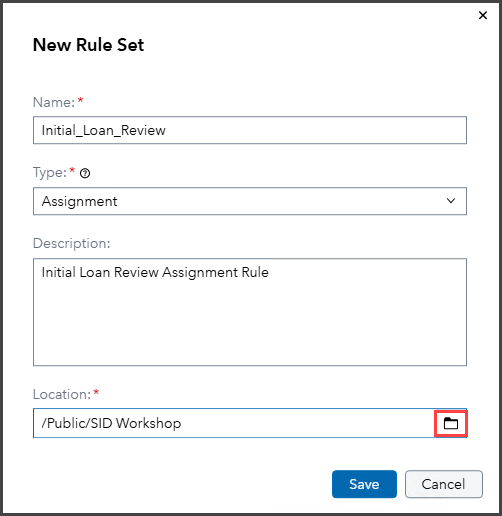 New Rule Set
Name:*
Initial_Loan_Review
Type:*
Assignment
Description:
Initial Loan Review Assignment Rule
Location:*
/Public/SID Workshop
Save
Cancel